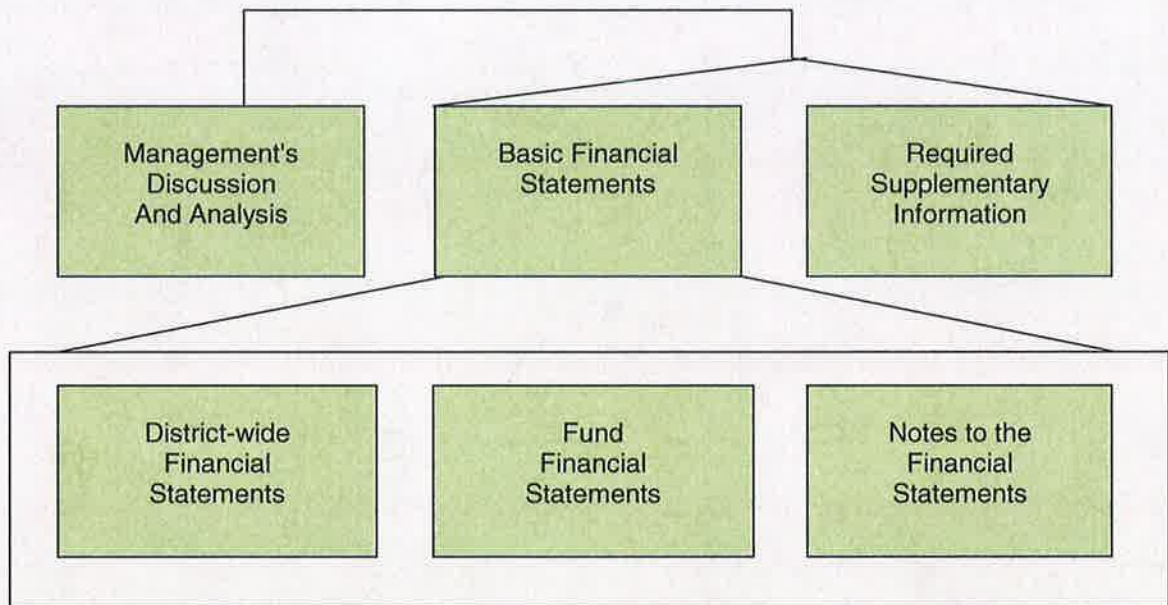 Management's
Discussion
And Analysis
Basic Financial
Statements
Required
Supplementary
Information
District-wide
Financial
Statements
Fund
Financial
Statements
Notes to the
Financial
Statements